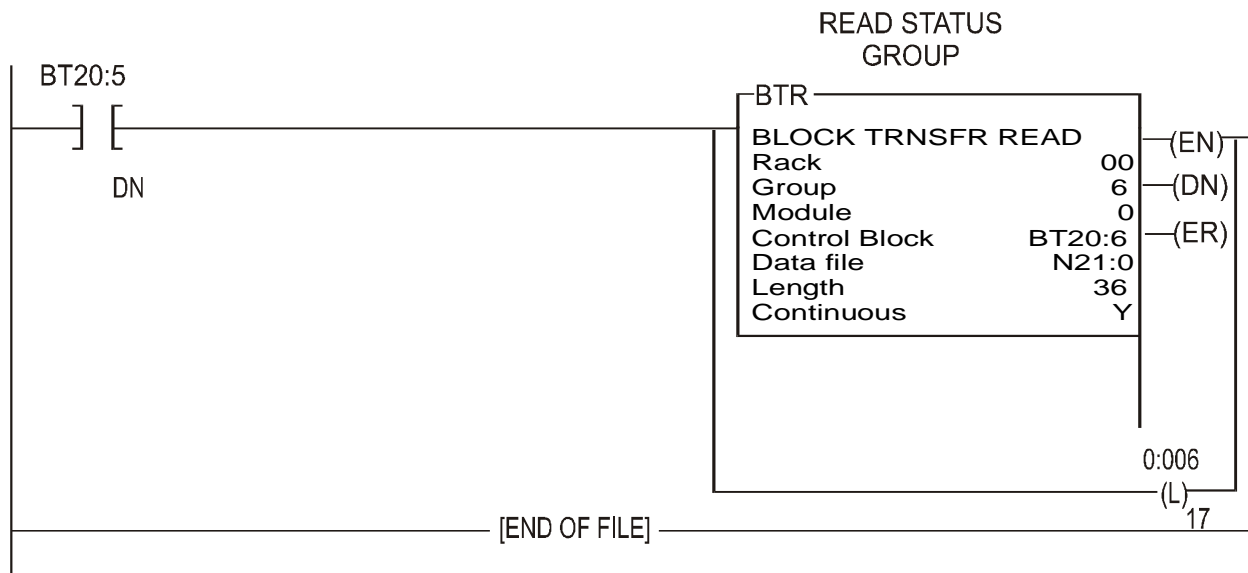 READ STATUS
GROUP
BT20:5
DN
BTR
BLOCK TRNSFR READ
Rack 00
Group 6
Module 0
Control Block BT20:6
Data file N21:0
Length 36
Continuous Y
(EN)
(DN)
(ER)
0:006
(L)
17
[END OF FILE]